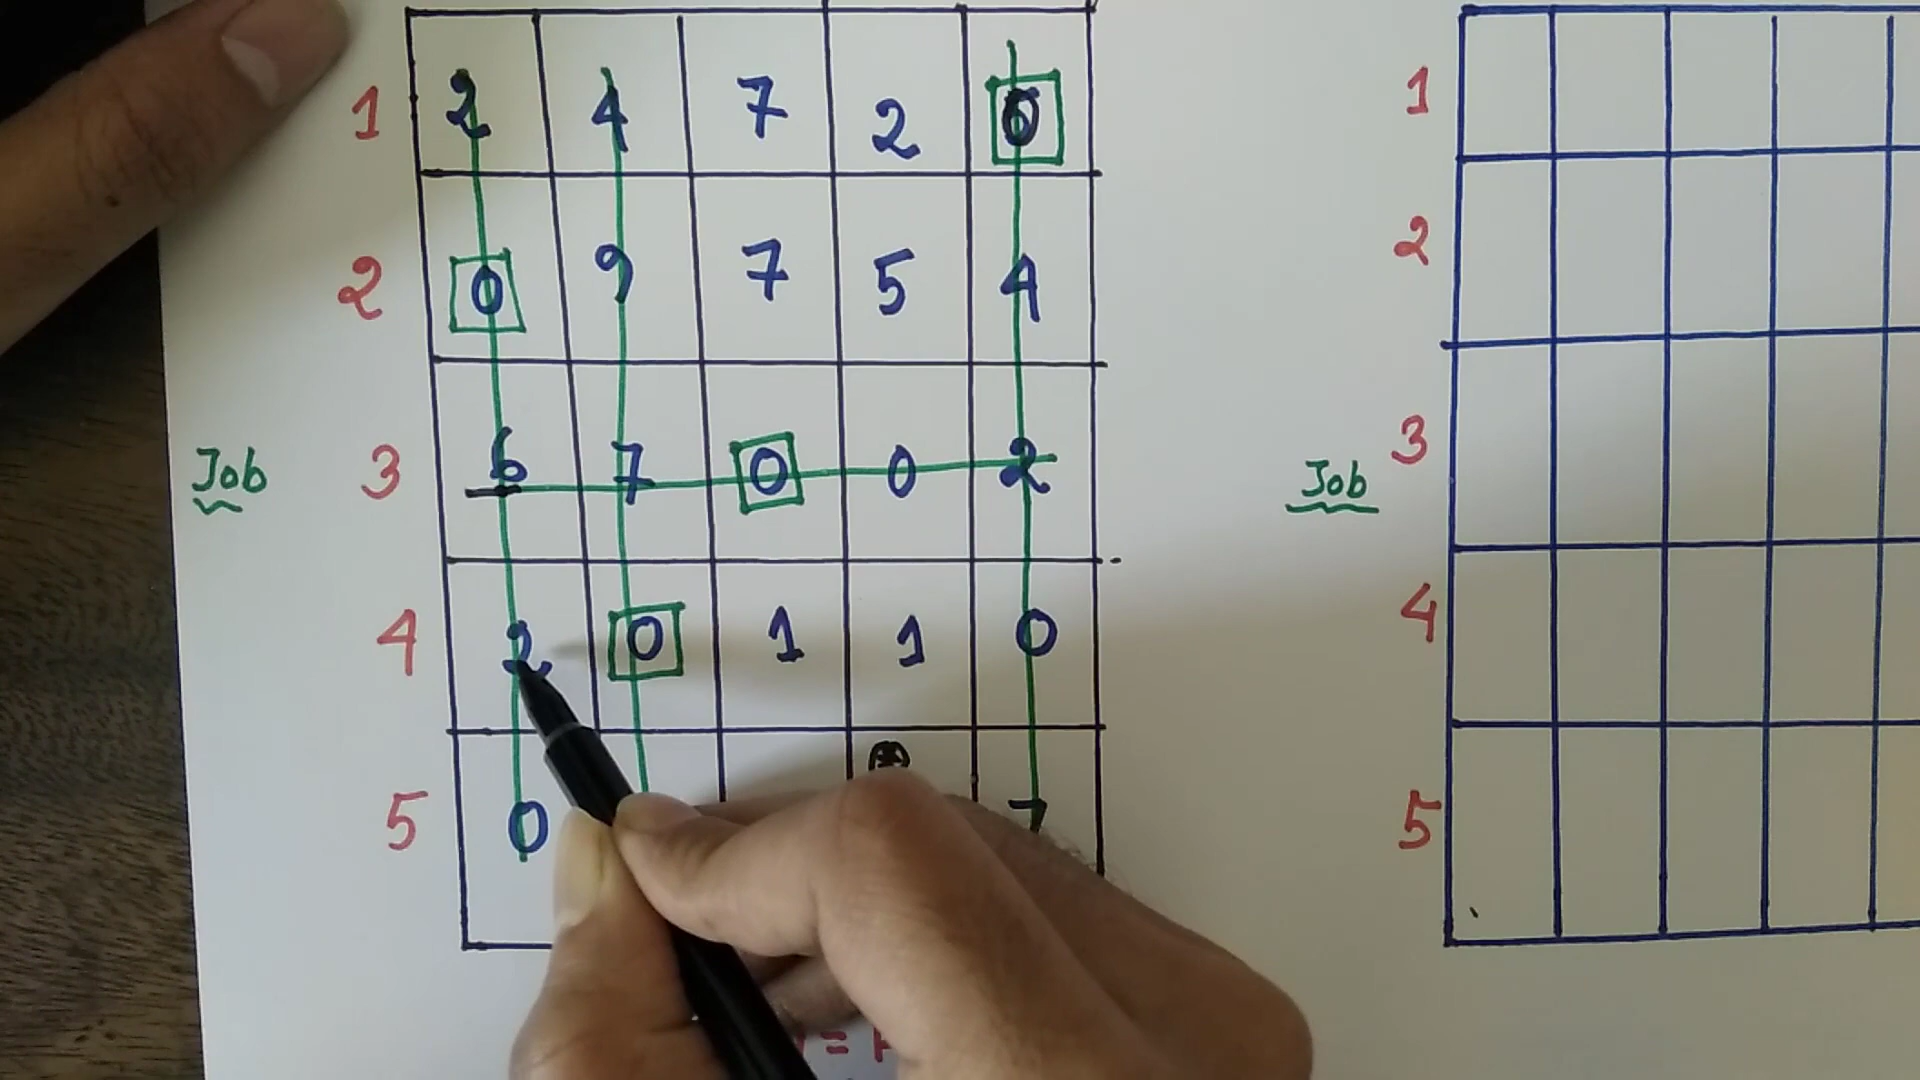 1 2 4 7 2 0
2 0 9 7 5 4
Job 3 6 7 0 0 2
4 2 0 1 1 0
5 0 7
=
1
2
3
Job
4
5